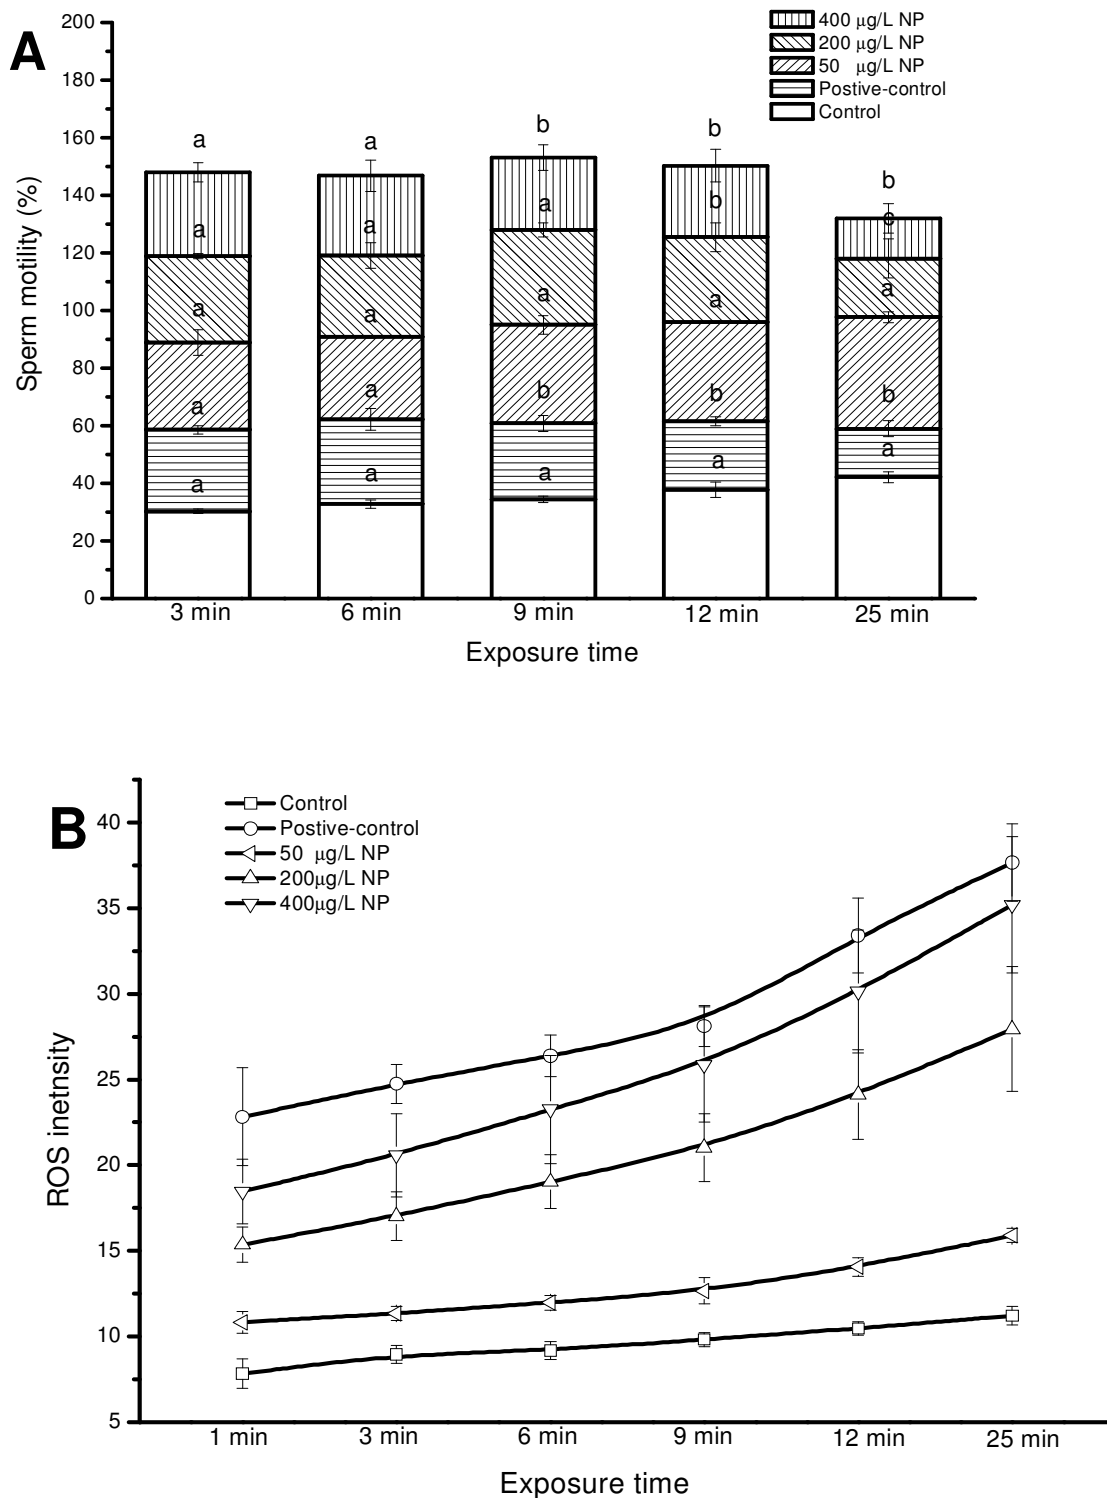 A
200
180
160
140
120
100
80
60
40
20
0
Sperm motility (%)
400 μg/L NP
200 μg/L NP
50 μg/L NP
Postive-control
Control
a a b b b
a a a b c
a a a a a
a a b b b
a a a a a
3 min 6 min 9 min 12 min 25 min
Exposure time
B
40
35
30
25
20
15
10
5
ROS inetnsity
Control
Postive-control
50 μg/L NP
200μg/L NP
400μg/L NP
1 min 3 min 6 min 9 min 12 min 25 min
Exposure time